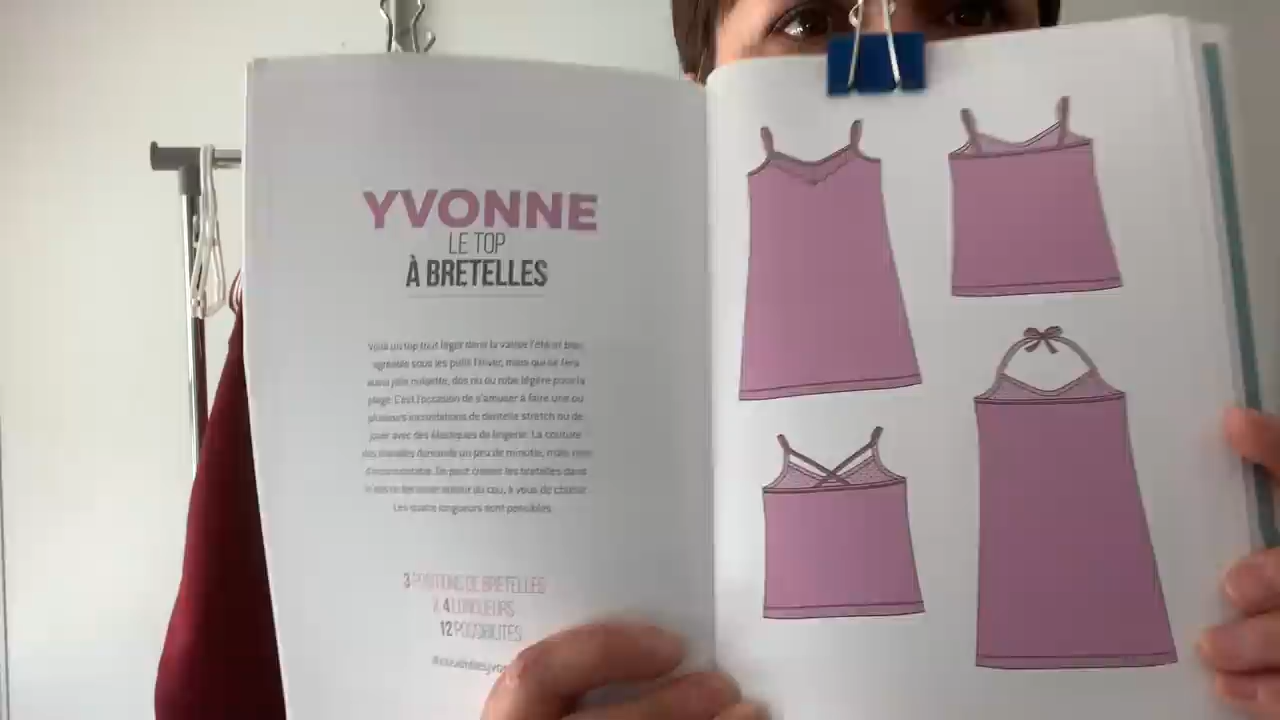 YVONNE
LE TOP
À BRETELLES
Vous un top tout léger dans la valise l'été et bien
agréable sous les pulls l'hiver, mais qui se fera
aussi jolie nuisette, dos nu ou robe légère pour la
plage. C'est l'occasion de s'amuser à faire une ou
plusieurs incrustations de dentelle stretch ou de
jouer avec des élastiques de lingerie. La couture
des demande un peu de minutie, mais rien
d'insurmontable. On peut croiser les bretelles dans
le dos ou les nouer autour du cou, à vous de choisir.
Les quatre longueurs sont possibles.
3 POSITIONS DE BRETELLES
X 4 LONGUEURS
12 POSSIBILITÉS